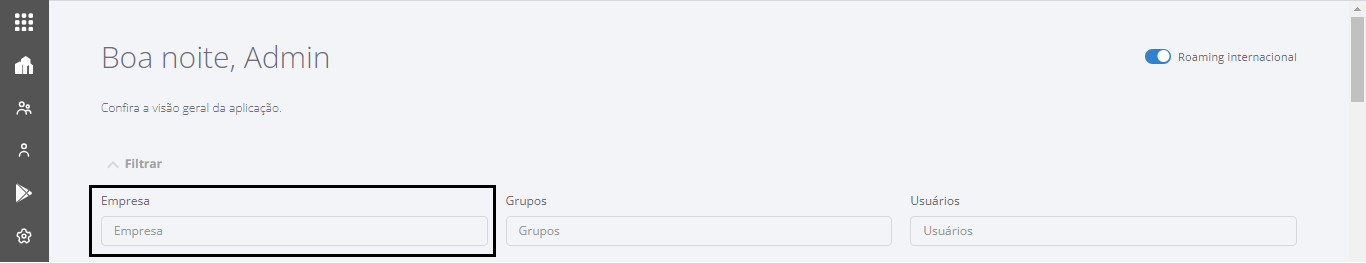 Boa noite, Admin
Roaming internacional
Confira a visão geral da aplicação.
Filtrar
Empresa
Grupos
Usuários
Empresa
Grupos
Usuários